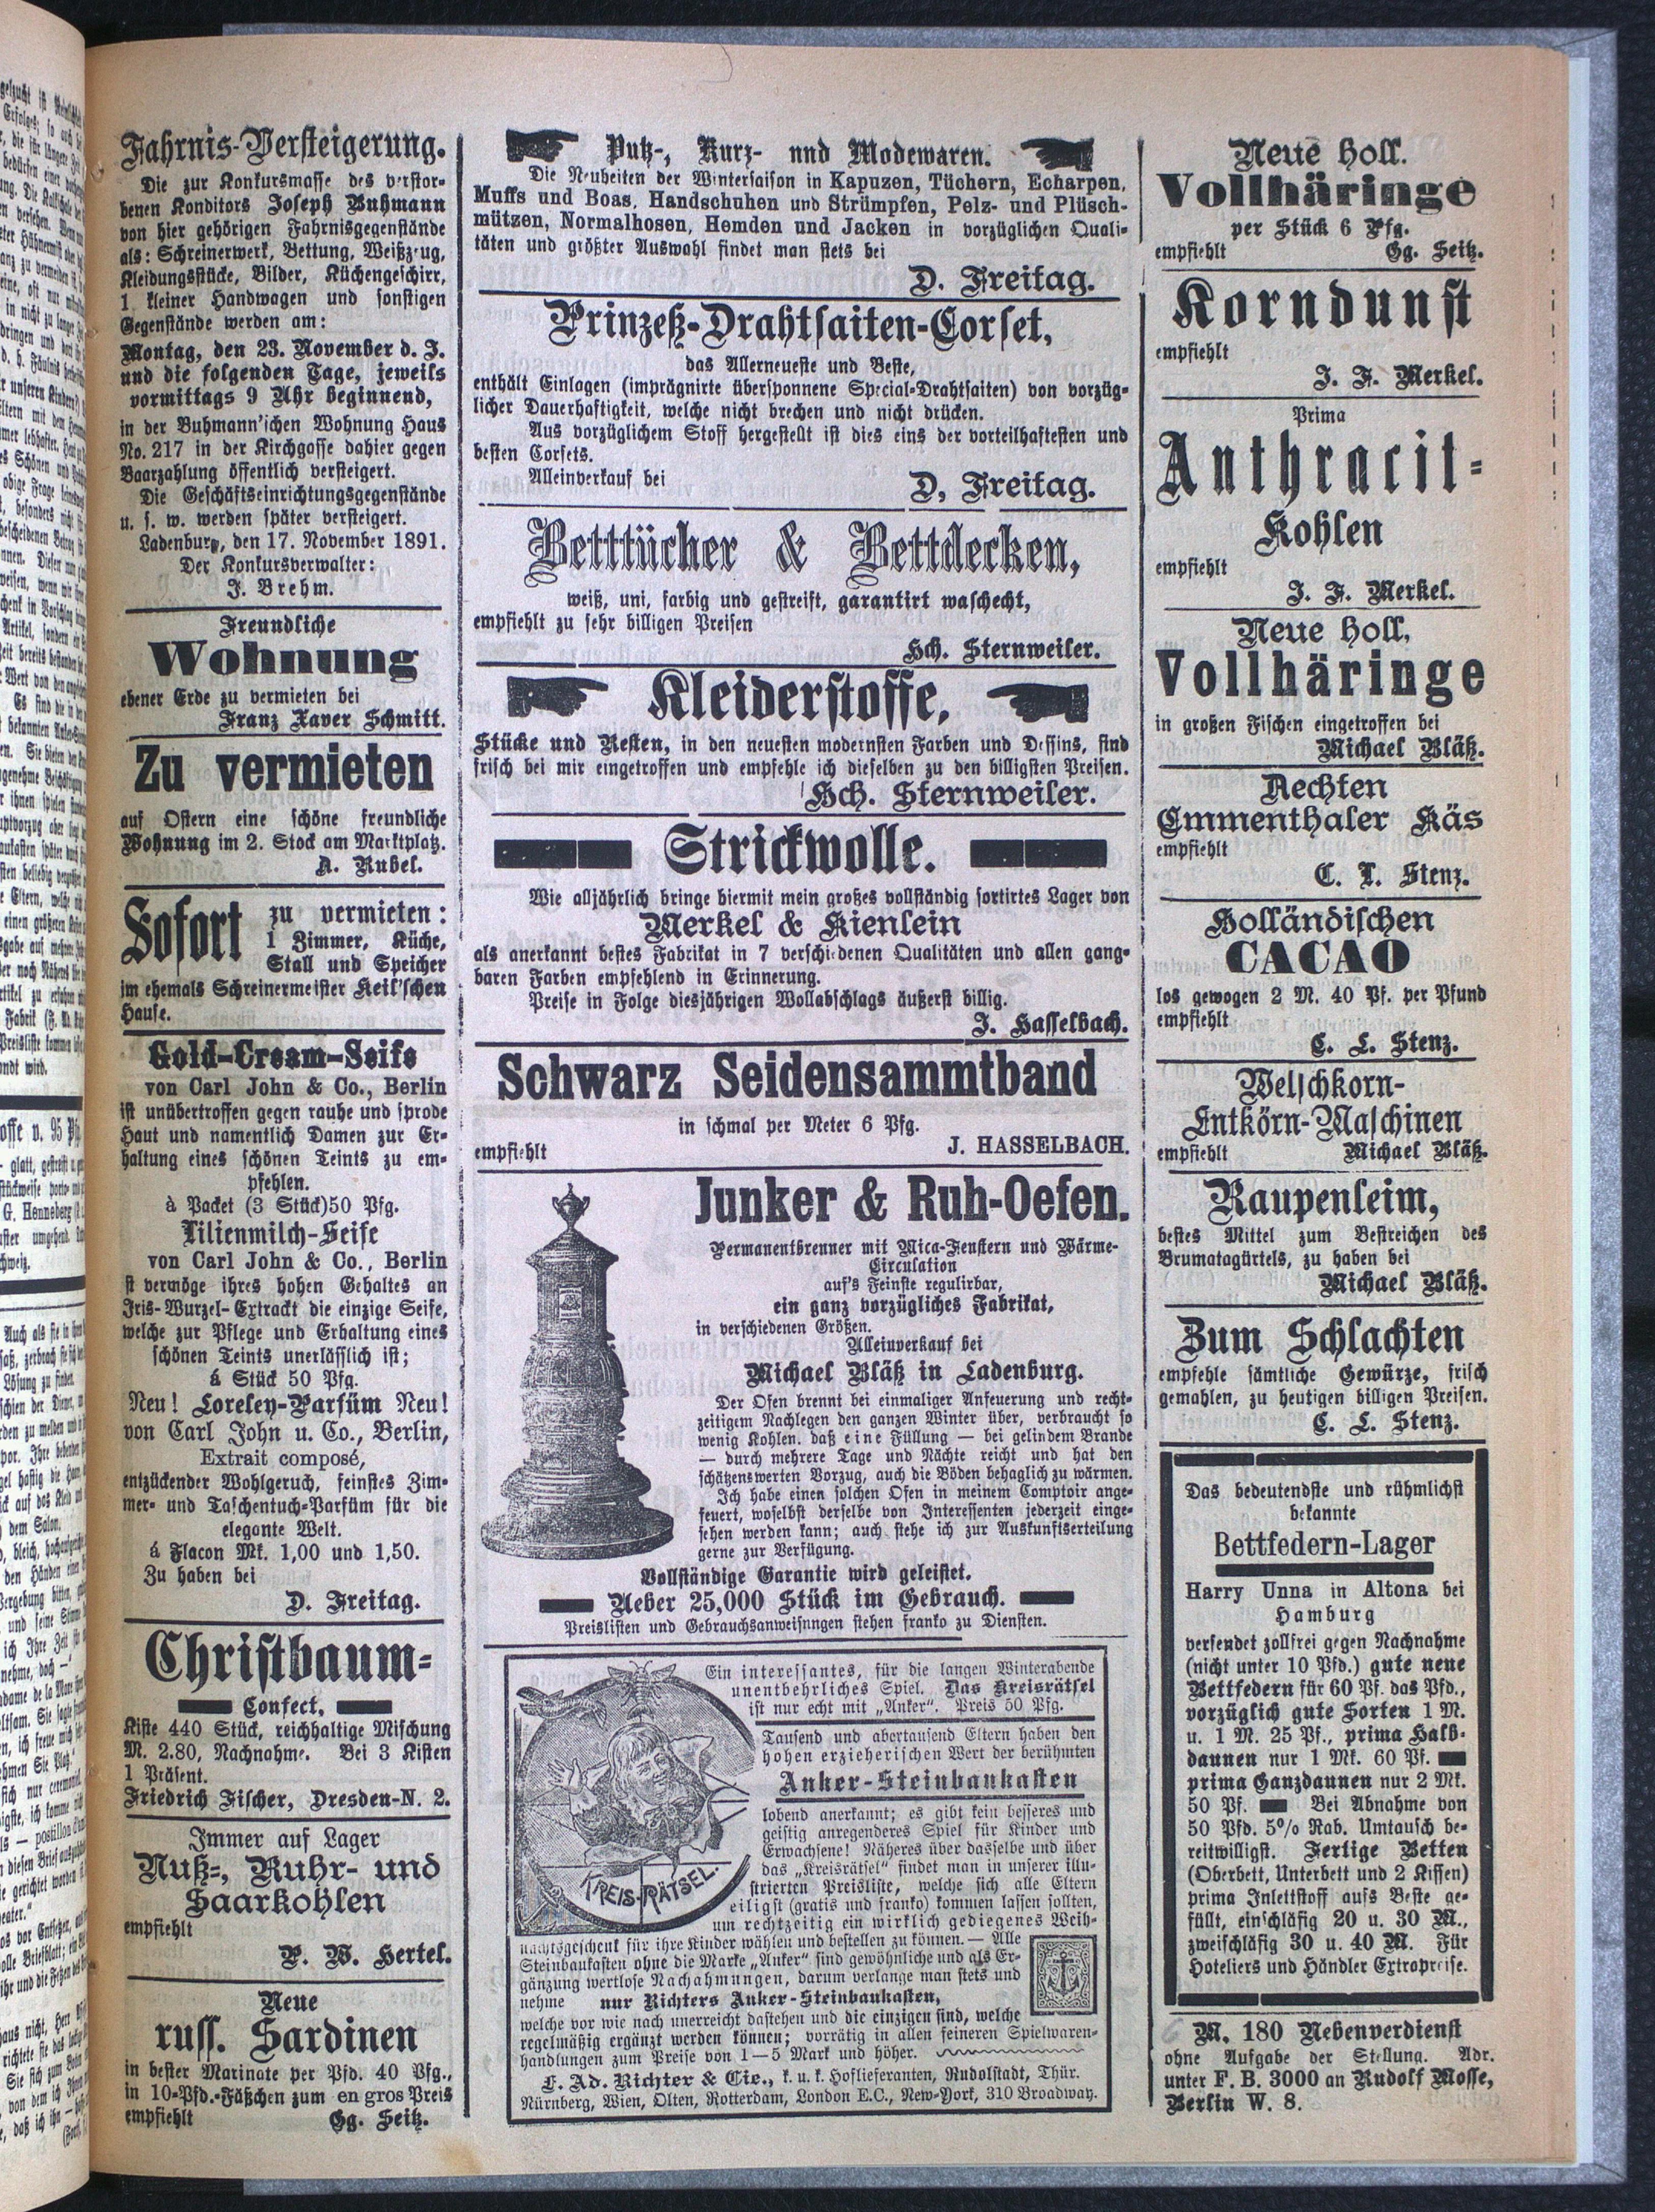 Fahrnis-Versteigerung.
Die zur Konkursmasse des verstor-
benen Konditors Joseph Buhmann
von hier gehörigen Fahrnisgegenstände
als: Schreinerwerk, Bettung, Weißzeug,
Kleidungsstücke, Bilder, Küchengeschirr,
1 kleiner Handwagen und sonstigen
Gegenstände werden am:
Montag, den 23. November d. J.
und die folgenden Tage, jeweils
vormittags 9 Uhr beginnend,
in der Buhmann'schen Wohnung Haus
No. 217 in der Kirchgasse dahier gegen
Baarzahlung öffentlich versteigert.
Die Geschäftseinrichtungsgegenstände
u. s. w. werden später versteigert.
Ladenburg, den 17. November 1891.
Der Konkursverwalter:
J. Brehm.
Freundliche
Wohnung
ebener Erde zu vermieten bei
Franz Xaver Schmitt.
Zu vermieten
auf Ostern eine schöne freundliche
Wohnung im 2. Stock am Marktplatz.
A. Rubel.
Sofort zu vermieten:
1 Zimmer, Küche,
Stall und Speicher
im ehemals Schreinermeister Keil'schen
Hause.
Gold-Cream-Seife
von Carl John & Co., Berlin
ist unübertroffen gegen rauhe und spröde
Haut und namentlich Damen zur Er-
haltung eines schönen Teints zu em-
pfehlen.
à Packet (3 Stück) 50 Pfg.
Lilienmilch-Seife
von Carl John & Co., Berlin
st vermöge ihres hohen Gehaltes an
Iris-Wurzel-Extrackt die einzige Seife,
welche zur Pflege und Erhaltung eines
schönen Teints unerlässlich ist;
á Stück 50 Pfg.
Neu! Loreley-Parfüm Neu!
von Carl John u. Co., Berlin,
Extrait composé,
entzückender Wohlgeruch, feinstes Zim-
mer- und Taschentuch-Parfüm für die
elegante Welt.
á Flacon Mk. 1,00 und 1,50.
Zu haben bei
D. Freitag.
Christbaum-
Confect,
Kiste 440 Stück, reichhaltige Mischung
M. 2.80, Nachnahme. Bei 3 Kisten
1 Präsent.
Friedrich Fischer, Dresden-N. 2.
Immer auf Lager
Nuß-, Ruhr- und
Saarkohlen
empfiehlt
P. W. Hertel.
Neue
russ. Sardinen
in bester Marinate per Pfd. 40 Pfg.,
in 10-Pfd.-Fäßchen zum en gros Preis
empfiehlt Gg. Seitz.
Putz-, Kurz- nnd Modewaren.
Die Neuheiten der Wintersaison in Kapuzen, Tüchern, Echarpen,
Muffs und Boas, Handschuhen und Strümpfen, Pelz- und Plüsch-
mützen, Normalhosen, Hemden und Jacken in vorzüglichen Quali-
täten und größter Auswahl findet man stets bei
D. Freitag.
Prinzeß-Drahtsaiten-Corset,
das Allerneueste und Beste,
enthält Einlagen (imprägnirte übersponnene Special-Drahtsaiten) von vorzüg-
licher Dauerhaftigkeit, welche nicht brechen und nicht drücken.
Aus vorzüglichem Stoff hergestellt ist dies eins der vorteilhaftesten und
besten Corsets.
Alleinverkauf bei
D, Freitag.
Betttücher & Bettdecken,
weiß, uni, farbig und gestreift, garantirt waschecht,
empfiehlt zu sehr billigen Preisen
Hch. Sternweiler.
Kleiderstoffe,
Stücke und Resten, in den neuesten modernsten Farben und Dessins, sind
frisch bei mir eingetroffen und empfehle ich dieselben zu den billigsten Preisen.
Hch. Sternweiler.
Strickwolle.
Wie alljährlich bringe hiermit mein großes vollständig sortirtes Lager von
Merkel & Kienlein
als anerkannt bestes Fabrikat in 7 verschiedenen Qualitäten und allen gang-
baren Farben empfehlend in Erinnerung.
Preise in Folge diesjährigen Wollabschlags äußerst billig.
J. Hasselbach.
Schwarz Seidensammtband
in schmal per Meter 6 Pfg.
empfiehlt J. HASSELBACH.
Junker & Ruh-Oefen.
Permanentbrenner mit Mica-Fenstern und Wärme-
Circulation
auf's Feinste regulirbar,
ein ganz vorzügliches Fabrikat,
in verschiedenen Größen.
Alleinverkauf bei
Michael Bläß in Ladenburg.
Der Ofen brennt bei einmaliger Anfeuerung und recht-
zeitigem Nachlegen den ganzen Winter über, verbraucht so
wenig Kohlen. daß eine Füllung — bei gelindem Brande
— durch mehrere Tage und Nächte reicht und hat den
schätzenswerten Vorzug, auch die Böden behaglich zu wärmen.
Ich habe einen solchen Ofen in meinem Comptoir ange-
feuert, woselbst derselbe von Interessenten jederzeit einge-
sehen werden kann; auch stehe ich zur Auskunftserteilung
gerne zur Verfügung.
Vollständige Garantie wird geleistet.
Ueber 25,000 Stück im Gebrauch.
Preislisten und Gebrauchsanweisungen stehen franko zu Diensten.
KREIS-RÄTSEL.
Ein interessantes, für die langen Winterabende
unentbehrliches Spiel. Das Kreisrätsel
ist nur echt mit „Anker". Preis 50 Pfg.
Tausend und abertausend Eltern haben den
hohen erzieherischen Wert der berühmten
Anker-Steinbaukasten
lobend anerkannt; es gibt kein besseres und
geistig anregenderes Spiel für Kinder und
Erwachsene! Näheres über dasselbe und über
das „Kreisrätsel" findet man in unserer illu-
strierten Preisliste, welche sich alle Eltern
eiligst (gratis und franko) kommen lassen sollten,
um rechtzeitig ein wirklich gediegenes Weih-
nachtsgeschenk für ihre Kinder wählen und bestellen zu können. — Alle
Steinbaukasten ohne die Marke „Anker" sind gewöhnliche und als Er-
gänzung wertlose Nachahmungen, darum verlange man stets und
nehme nur Richters Anker-Steinbaukasten,
welche vor wie nach unerreicht dastehen und die einzigen sind, welche
regelmäßig ergänzt werden können; vorrätig in allen feineren Spielwaren-
handlungen zum Preise von 1—5 Mark und höher.
F. Ad. Richter & Cie., k. u. k. Hoflieferanten, Rudolstadt, Thür.
Nürnberg, Wien, Olten, Rotterdam, London E.C., New-York, 310 Broadway.
Neue Holl.
Vollhäringe
per Stück 6 Pfg.
empfiehlt Gg. Seitz.
Korndunst
empfiehlt
J. F. Merkel.
Prima
Anthracit-
Kohlen
empfiehlt
J. F. Merkel.
Neue Holl,
Vollhäringe
in großen Fischen eingetroffen bei
Michael Bläß.
Aechten
Emmenthaler Käs
empfiehlt
C. L. Stenz.
Holländischen
CACAO
los gewogen 2 M. 40 Pf. per Pfund
empfiehlt
C. L. Stenz.
Welschkorn-
Entkörn-Maschinen
empfiehlt Michael Bläß.
Raupenleim,
bestes Mittel zum Bestreichen des
Brumatagürtels, zu haben bei
Michael Bläß.
Zum Schlachten
empfehle sämtliche Gewürze, frisch
gemahlen, zu heutigen billigen Preisen.
C. L. Stenz.
Das bedeutendste und rühmlichst
bekannte
Bettfedern-Lager
Harry Unna in Altona bei
Hamburg
versendet zollfrei gegen Nachnahme
(nicht unter 10 Pfd.) gute neue
Bettfedern für 60 Pf. das Pfd.,
vorzüglich gute Sorten 1 M.
u. 1 M. 25 Pf., prima Halb-
daunen nur 1 Mk. 60 Pf.
prima Ganzdaunen nur 2 Mk.
50 Pf. Bei Abnahme von
50 Pfd. 5% Rab. Umtausch be-
reitwilligst. Fertige Betten
(Oberbett, Unterbett und 2 Kissen)
prima Inlettstoff aufs Beste ge-
füllt, einschläfig 20 u. 30 M.,
zweischläfig 30 u. 40 M. Für
Hoteliers und Händler Extrapreise.
M. 180 Nebenverdienst
ohne Aufgabe der Stellung. Adr.
unter F. B. 3000 an Rudolf Mosse,
Berlin W. 8.